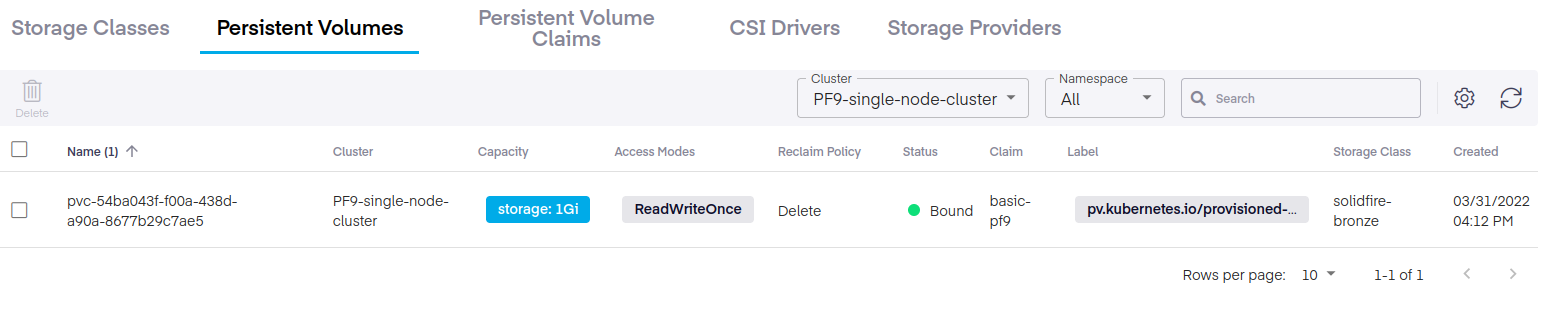 Storage Classes
Persistent Volumes
Persistent Volume
Claims
CSI Drivers
Storage Providers
Delete
Cluster
PF9-single-node-cluster
Namespace
All
Search
Name (1)
Cluster
Capacity
Access Modes
Reclaim Policy
Status
Claim
Label
Storage Class
Created
pvc-54ba043f-f00a-438d-
a90a-8677b29c7ae5
PF9-single-node-
cluster
storage: 1Gi
ReadWriteOnce
Delete
Bound
basic-
pf9
pv.kubernetes.io/provisioned-...
solidfire-
bronze
03/31/2022
04:12 PM
Rows per page: 10
1-1 of 1